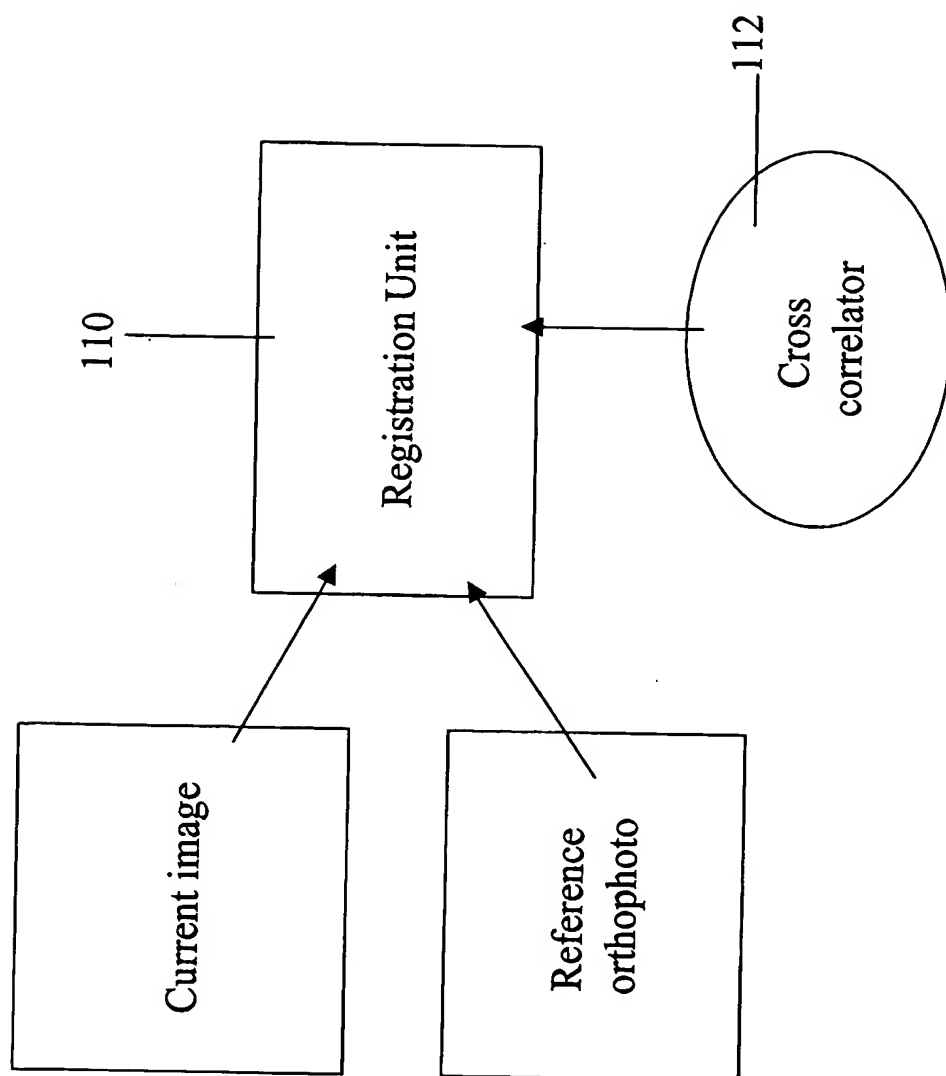 Current image
Reference
orthophoto
110
Registration Unit
Cross
correlator
112